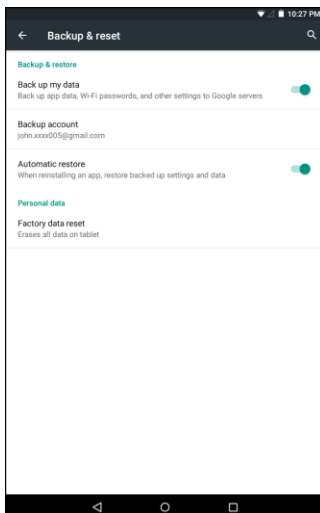 10:27 PM
Backup & reset
Backup & restore
Back up my data
Back up app data, Wi-Fi passwords, and other settings to Google servers
Backup account
john.xxxx005@gmail.com
Automatic restore
When reinstalling an app, restore backed up settings and data
Personal data
Factory data reset
Erases all data on tablet